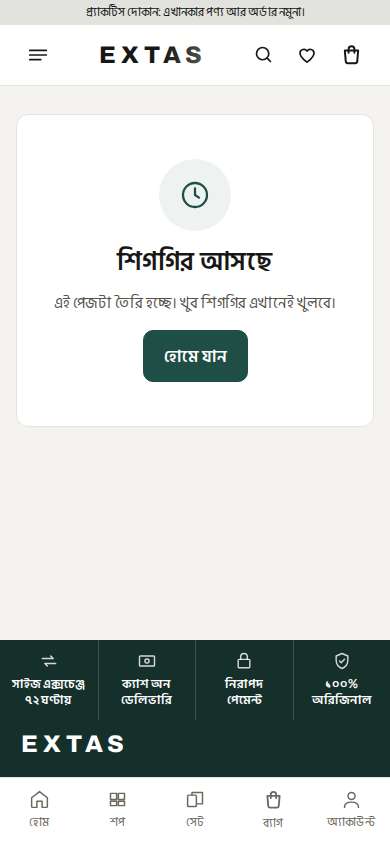 প্র্যাকটিস দোকান: এখানকার পণ্য আর অর্ডার নমুনা।
EXTAS
শিগগির আসছে
এই পেজটা তৈরি হচ্ছে। খুব শিগগির এখানেই খুলবে।
হোমে যান
সাইজ এক্সচেঞ্জ
৭২ ঘণ্টায়
ক্যাশ অন
ডেলিভারি
নিরাপদ
পেমেন্ট
১০০%
অরিজিনাল
EXTAS
হোম
শপ
সেট
ব্যাগ
অ্যাকাউন্ট